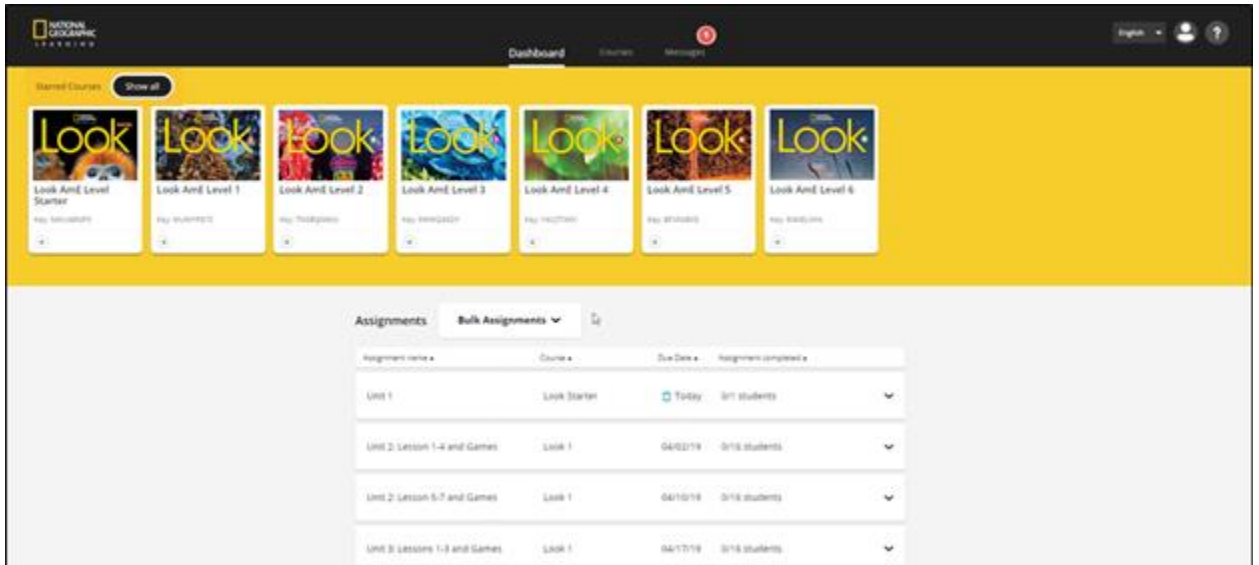 NATIONAL
GEOGRAPHIC
LEARNING
Dashboard
Courses
Messages
English
?
Starred Courses
Show all
Look
Look
Look
Look
Look
Look
Look
Look AmE Level
Starter
Look AmE Level 1
Look AmE Level 2
Look AmE Level 3
Look AmE Level 4
Look AmE Level 5
Look AmE Level 6
Assignments
Bulk Assignments
Assignment name
Course
Due Date
Assignment completed
Unit 1
Look Starter
Today
0/1 students
Unit 2: Lesson 1-4 and Games
Look 1
04/02/19
0/16 students
Unit 2: Lesson 5-7 and Games
Look 1
04/10/19
0/16 students
Unit 3: Lessons 1-3 and Games
Look 1
04/17/19
0/16 students